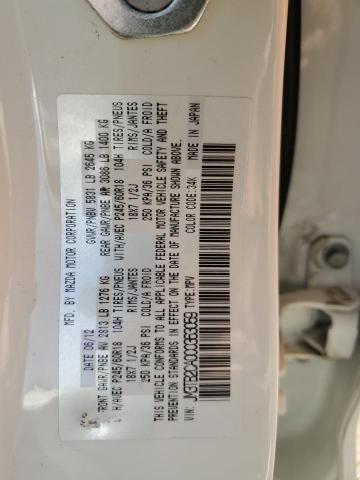 MFD. BY MAZDA MOTOR CORPORATION
DATE 06/12 GVWR/PNBV 5831 LB 2645 KG
FRONT GAWR/PNBE AV 2813 LB 1276 KG REAR GAWR/PNBE AR 3086 LB 1400 KG
WITH/AVEC P245/60R18 104H TIRES/PNEUS WITH/AVEC P245/60R18 104H TIRES/PNEUS
18X7 1/2J RIMS/JANTES 18X7 1/2J RIMS/JANTES
250 KPA/36 PSI COLD/A FROID 250 KPA/36 PSI COLD/A FROID
THIS VEHICLE CONFORMS TO ALL APPLICABLE FEDERAL MOTOR VEHICLE SAFETY AND THEFT
PREVENTION STANDARDS IN EFFECT ON THE DATE OF MANUFACTURE SHOWN ABOVE.
VIN: TYPE: MPV COLOR CODE: 34K MADE IN JAPAN